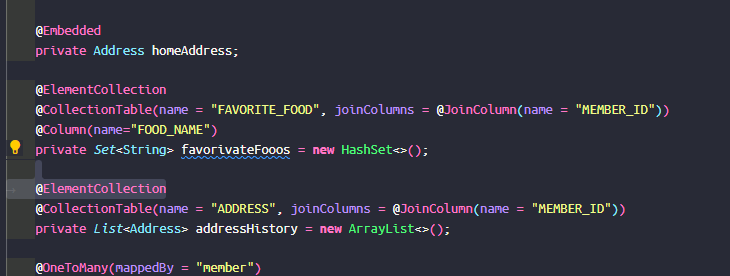 @Embedded
private Address homeAddress;
@ElementCollection
@CollectionTable(name = "FAVORITE_FOOD", joinColumns = @JoinColumn(name = "MEMBER_ID"))
@Column(name="FOOD_NAME")
private Set<String> favorivateFooos = new HashSet<>();
@ElementCollection
@CollectionTable(name = "ADDRESS", joinColumns = @JoinColumn(name = "MEMBER_ID"))
private List<Address> addressHistory = new ArrayList<>();
@OneToMany(mappedBy = "member")